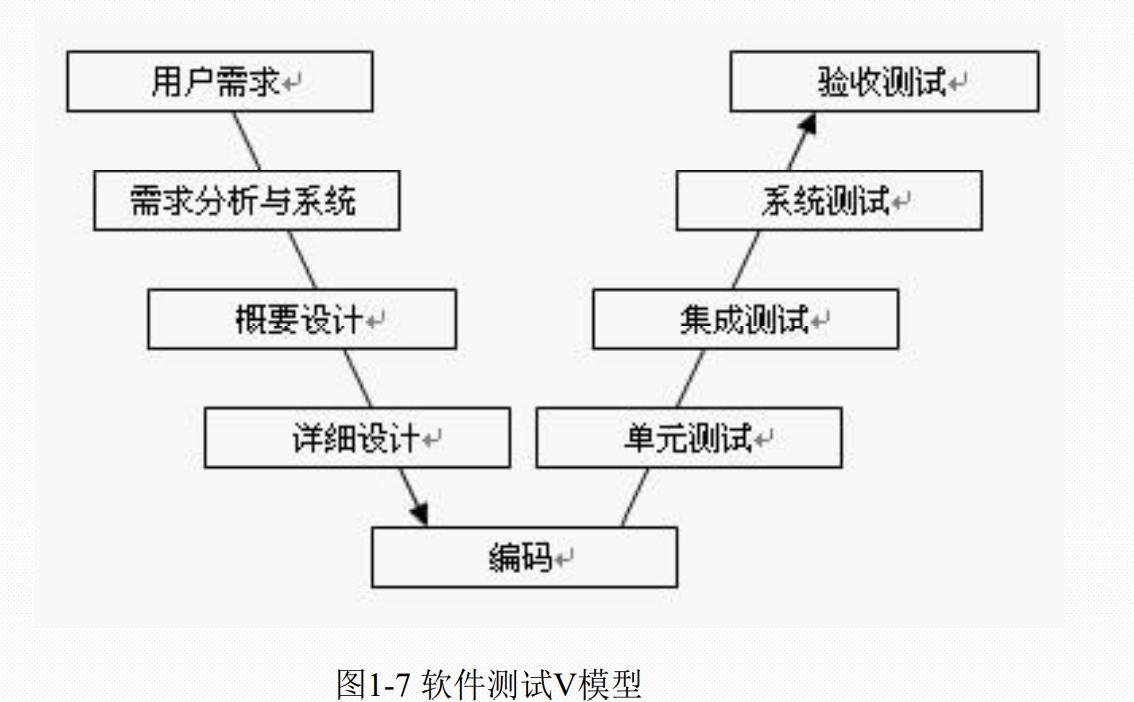 用户需求
验收测试
需求分析与系统
系统测试
概要设计
集成测试
详细设计
单元测试
编码
图1-7 软件测试V模型